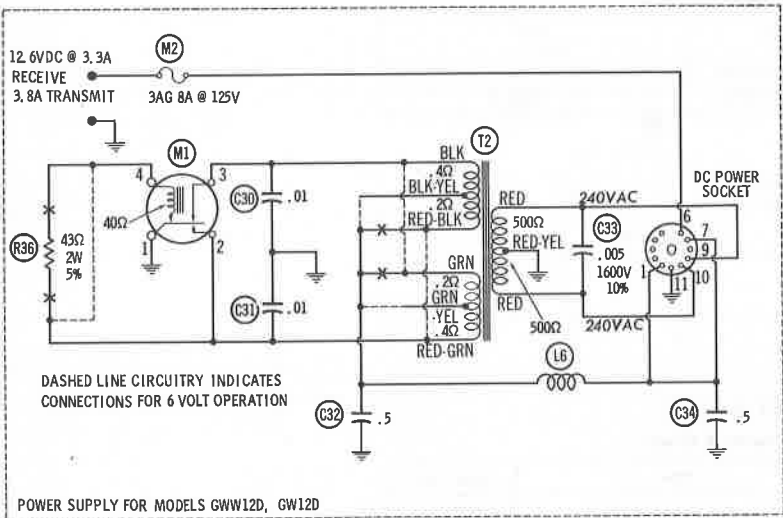 12.6VDC @ 3.3A
RECEIVE
3.8A TRANSMIT
M2
3AG 8A @ 125V
M1
4
3
40Ω
1
2
R36
43Ω
2W
5%
C30
.01
C31
.01
T2
BLK
.4Ω
BLK-YEL
.2Ω
RED-BLK
GRN
.2Ω
GRN
-YEL
.4Ω
RED-GRN
RED
500Ω
RED-YEL
RED
500Ω
240VAC
C33
.005
1600V
10%
240VAC
DC POWER
SOCKET
6
7
9
1
11
10
L6
C32
.5
C34
.5
DASHED LINE CIRCUITRY INDICATES
CONNECTIONS FOR 6 VOLT OPERATION
POWER SUPPLY FOR MODELS GWW12D, GW12D